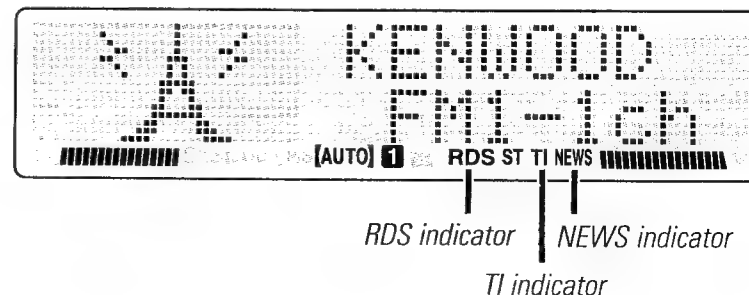 KENWOOD
FM1-1ch
[AUTO] 1 RDS ST TI NEWS
RDS indicator
NEWS indicator
TI indicator